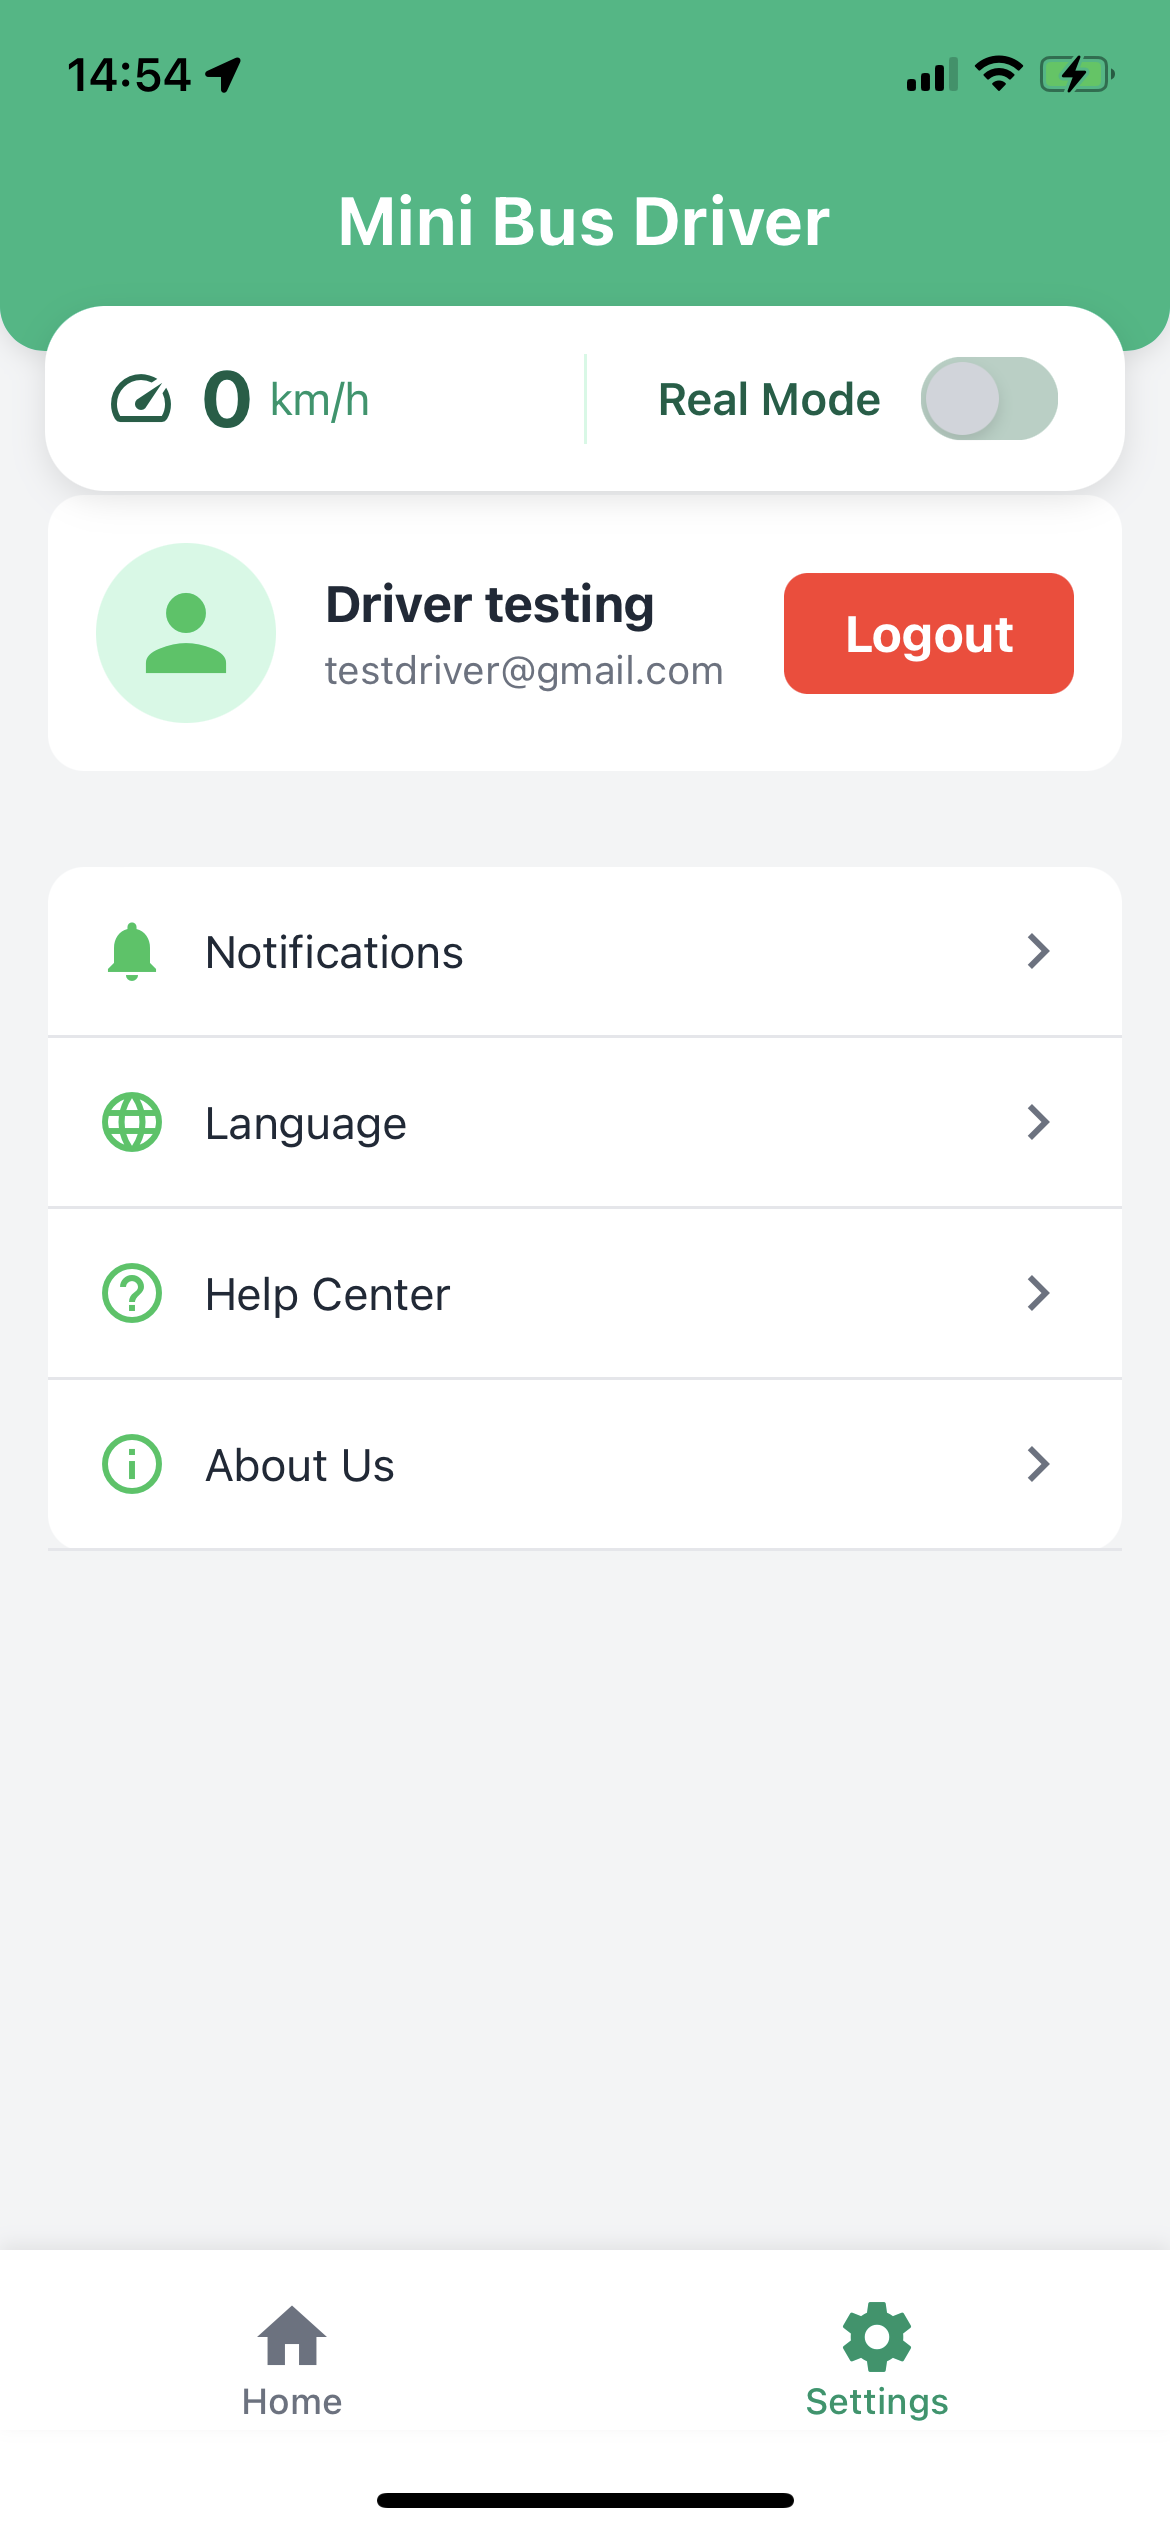 14:54
Mini Bus Driver
0 km/h
Real Mode
Driver testing
testdriver@gmail.com
Logout
Notifications
Language
Help Center
About Us
Home
Settings